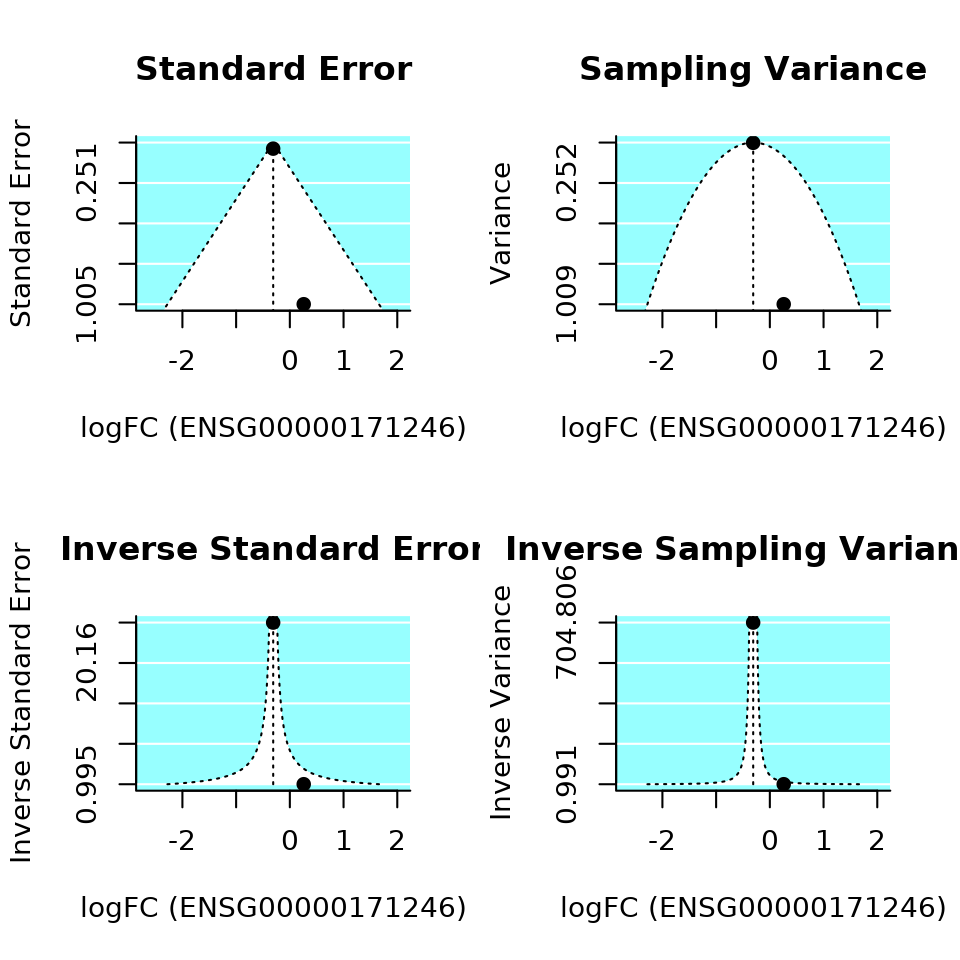 Standard Error
Standard Error
0.251
1.005
-2 0 1 2
logFC (ENSG00000171246)
Sampling Variance
Variance
0.252
1.009
-2 0 1 2
logFC (ENSG00000171246)
Inverse Standard Error
Inverse Standard Error
20.16
0.995
-2 0 1 2
logFC (ENSG00000171246)
Inverse Sampling Varian
Inverse Variance
704.806
0.991
-2 0 1 2
logFC (ENSG00000171246)